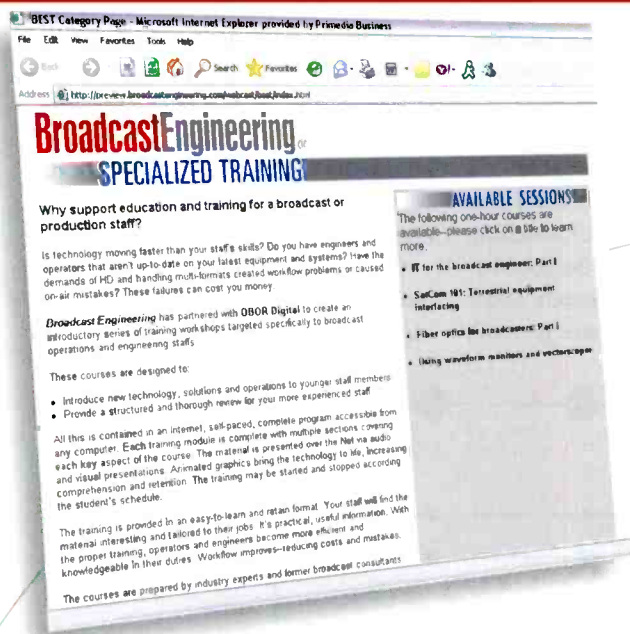 BEST Category Page - Microsoft Internet Explorer provided by Primedia Business
File Edit View Favorites Tools Help
Back Search Favorites
Address http://preview.broadcastengineering.com/webcast/best/index.html
BroadcastEngineering
SPECIALIZED TRAINING
Why support education and training for a broadcast or
production staff?
Is technology moving faster than your staff's skills? Do you have engineers and
operators that aren't up-to-date on your latest equipment and systems? Have the
demands of HD and handling multi-formats created workflow problems or caused
on-air mistakes? These failures can cost you money.
Broadcast Engineering has partnered with OBOR Digital to create an
introductory series of training workshops targeted specifically to broadcast
operations and engineering staffs.
These courses are designed to:
• Introduce new technology, solutions and operations to younger staff members
• Provide a structured and thorough review for your more experienced staff
All this is contained in an Internet, self-paced, complete program accessible from
any computer. Each training module is complete with multiple sections covering
each key aspect of the course. The material is presented over the Net via audio
and visual presentations. Animated graphics bring the technology to life, increasing
comprehension and retention. The training may be started and stopped according
the student's schedule.
The training is provided in an easy-to-learn and retain format. Your staff will find the
material interesting and tailored to their jobs. It's practical, useful information. With
the proper training, operators and engineers become more efficient and
knowledgeable in their duties. Workflow improves–reducing costs and mistakes.
The courses are prepared by industry experts and former broadcast consultants
AVAILABLE SESSIONS
The following one-hour courses are
available--please click on a title to learn
more.
• IT for the broadcast engineer: Part I
• SatCom 101: Terrestrial equipment
interfacing
• Fiber optics for broadcasters: Part I
• Using waveform monitors and vectorscopes